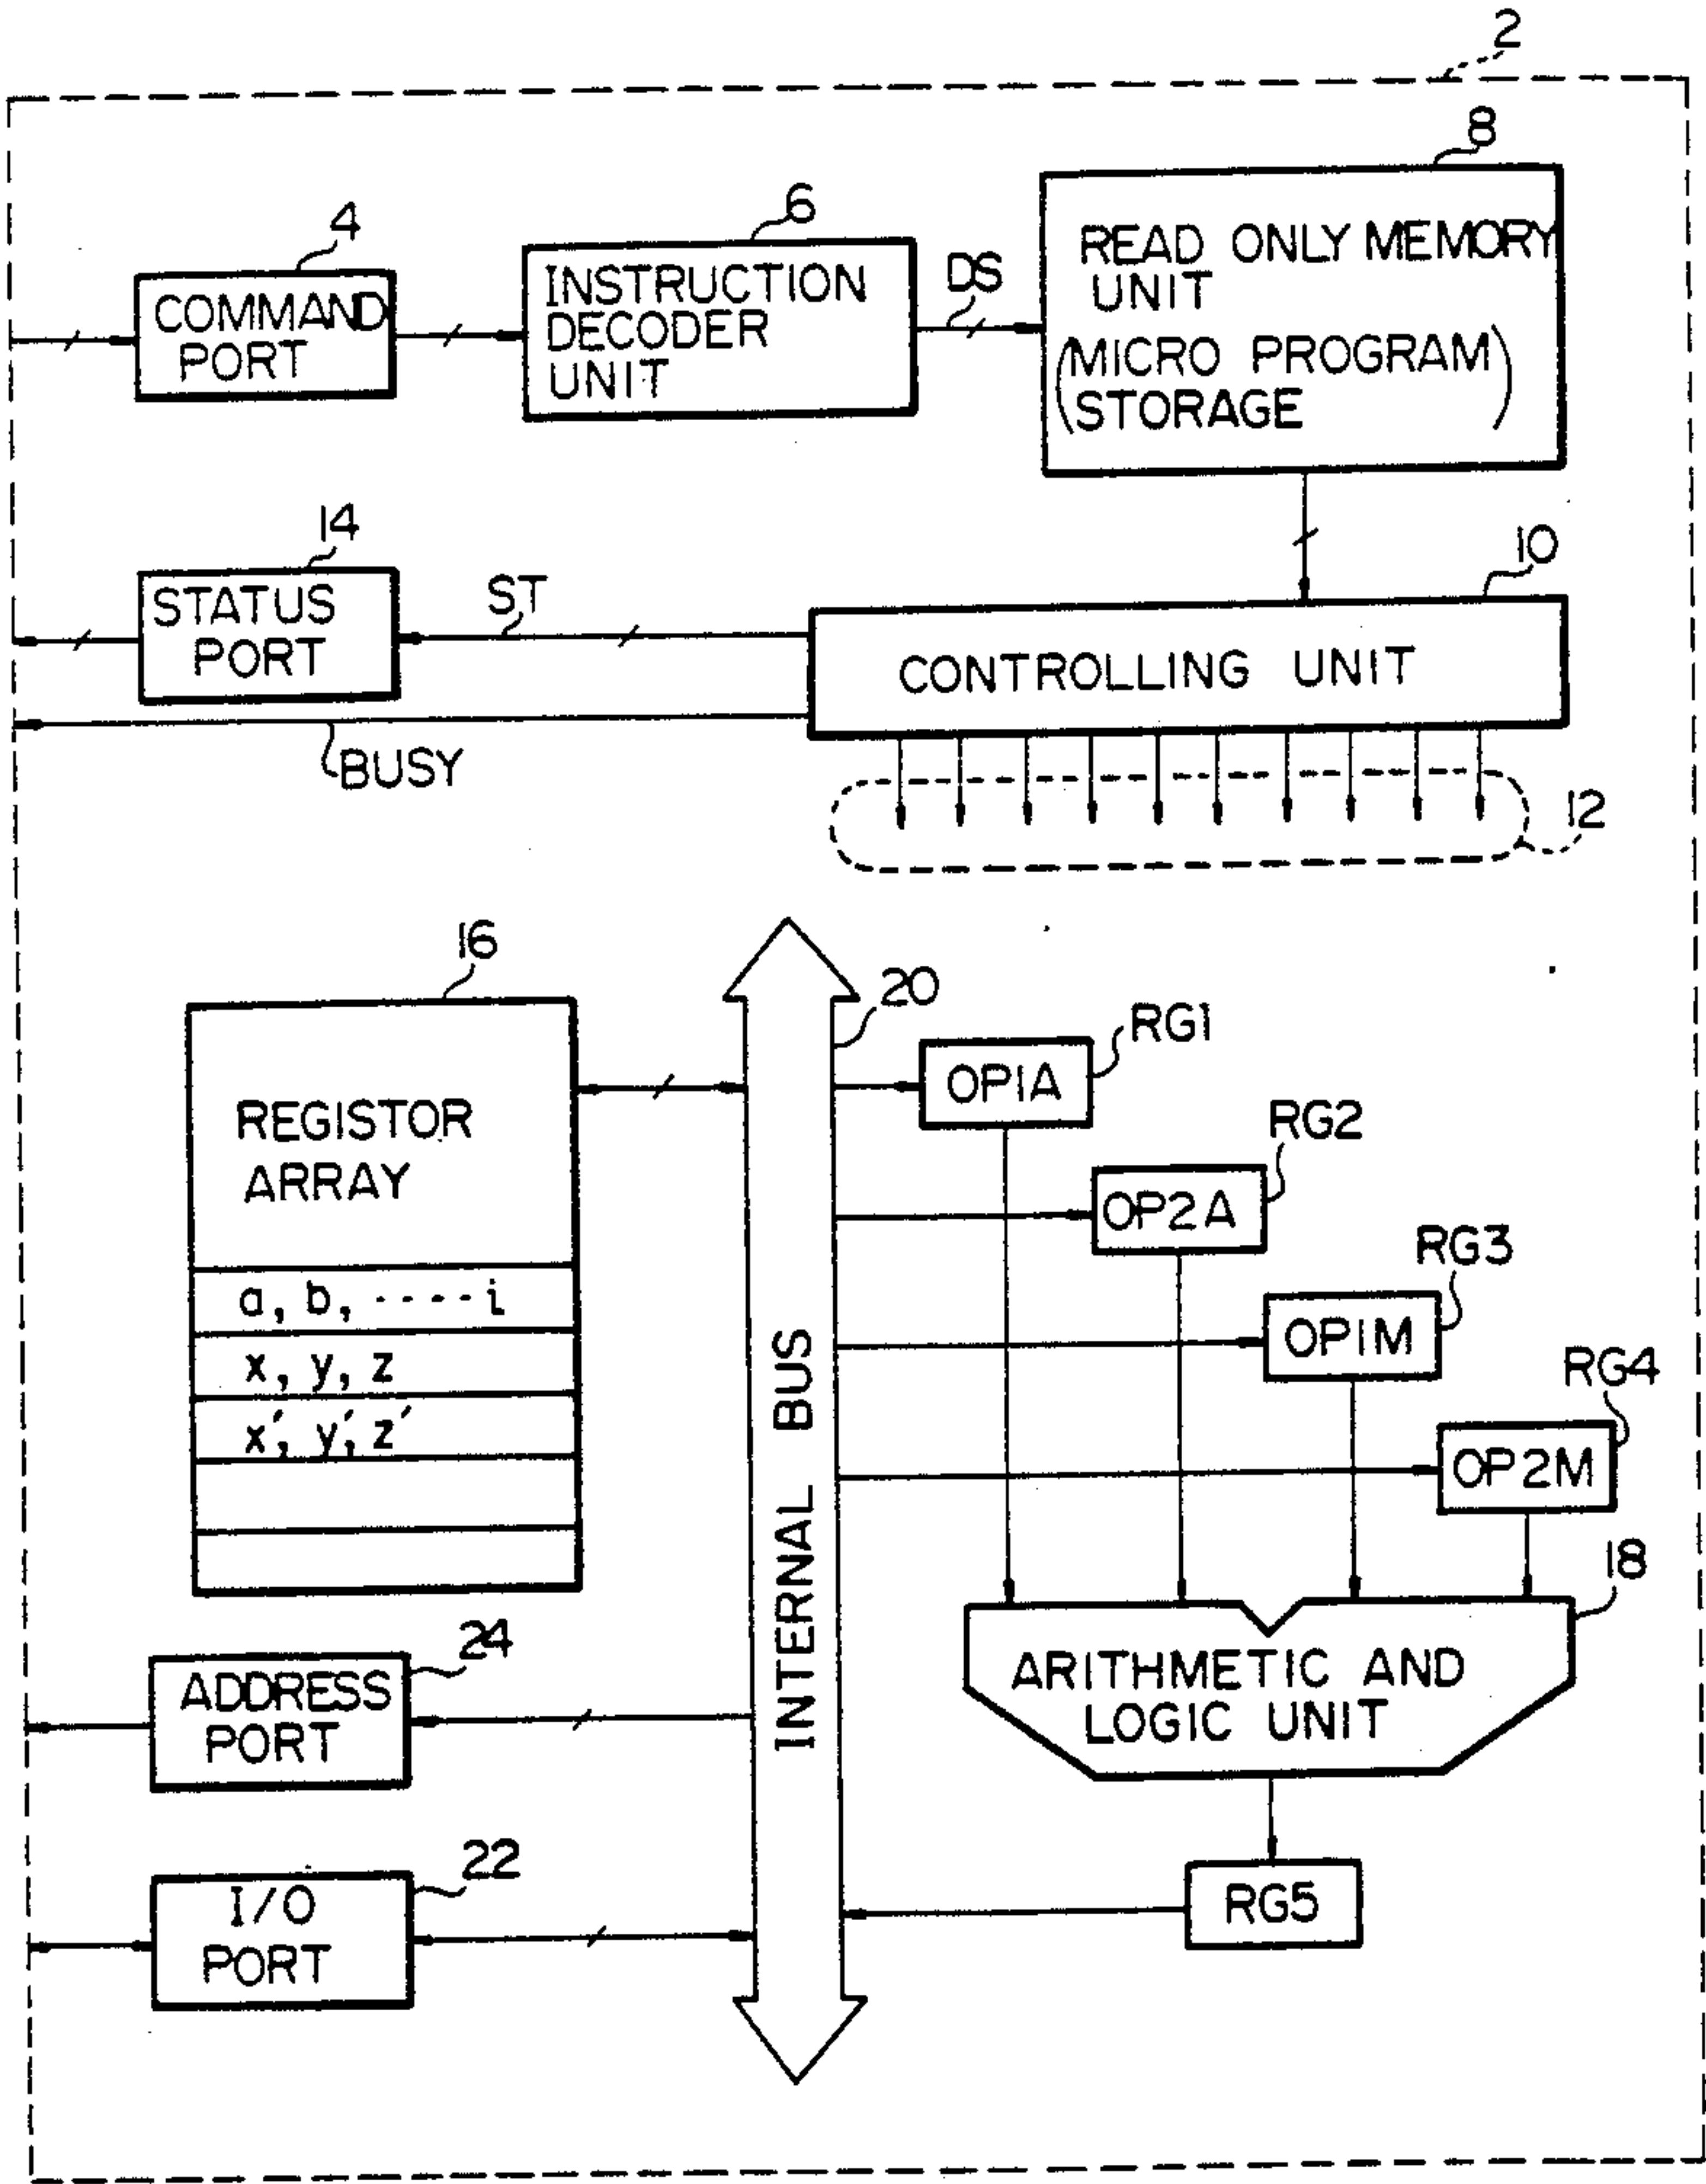 2
8
READ ONLY MEMORY
UNIT
(MICRO PROGRAM)
STORAGE
6
INSTRUCTION
DECODER
UNIT
DS
4
COMMAND
PORT
14
STATUS
PORT
ST
10
CONTROLLING UNIT
BUSY
12
16
REGISTOR
ARRAY
a, b, ----- i
x, y, z
x', y', z'
20
INTERNAL BUS
OP1A
RG1
OP2A
RG2
OP1M
RG3
OP2M
RG4
18
ARITHMETIC AND
LOGIC UNIT
RG5
24
ADDRESS
PORT
22
I/O
PORT